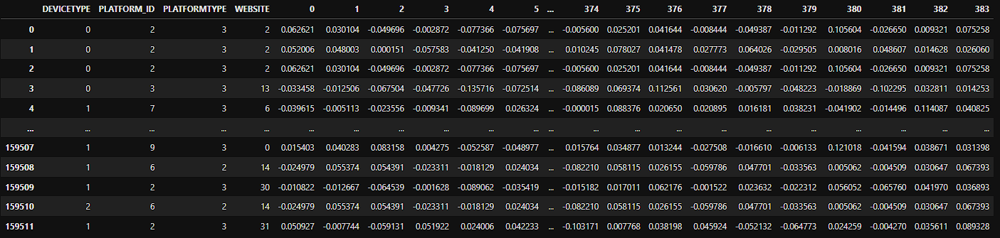 DEVICETYPE PLATFORM_ID PLATFORMTYPE WEBSITE 0 1 2 3 4 5 ... 374 375 376 377 378 379 380 381 382 383
0 0 2 3 2 0.062621 0.030104 -0.049696 -0.002872 -0.077366 -0.075697 ... -0.005600 0.025201 0.041644 -0.008444 -0.049387 -0.011292 0.105604 -0.026650 0.009321 0.075258
1 0 2 3 2 0.052006 0.048003 0.000151 -0.057583 -0.041250 -0.041908 ... 0.010245 0.078027 0.041478 0.027773 0.064026 -0.029505 0.008016 0.048607 0.014628 0.026060
2 0 2 3 2 0.062621 0.030104 -0.049696 -0.002872 -0.077366 -0.075697 ... -0.005600 0.025201 0.041644 -0.008444 -0.049387 -0.011292 0.105604 -0.026650 0.009321 0.075258
3 0 3 3 13 -0.033458 -0.012506 -0.067504 -0.047726 -0.135716 -0.072514 ... -0.086089 0.069374 0.112561 0.030620 -0.005797 -0.048223 -0.018869 -0.102295 0.032811 0.014253
4 1 7 3 6 -0.039615 -0.005113 -0.023556 -0.009341 -0.089699 0.026324 ... -0.000015 0.088376 0.020650 0.020895 0.016181 0.038231 -0.041902 -0.014496 0.114087 0.040825
... ... ... ... ... ... ... ... ... ... ... ... ... ... ... ... ... ... ... ... ...
159507 1 9 3 0 0.015403 0.040283 0.083158 0.004275 -0.052587 -0.048977 ... 0.015764 0.034877 0.013244 -0.027508 -0.016610 -0.006133 0.121018 -0.041594 0.038671 0.031398
159508 1 6 2 14 -0.024979 0.055374 0.054391 -0.023311 -0.018129 0.024034 ... -0.082210 0.058115 0.026155 -0.059786 0.047701 -0.033563 0.005062 -0.004509 0.030647 0.067393
159509 1 2 3 30 -0.010822 -0.012667 -0.064539 -0.001628 -0.089062 -0.035419 ... -0.015182 0.017011 0.062176 -0.001522 0.023632 -0.022312 0.056052 -0.065760 0.041970 0.036893
159510 2 6 2 14 -0.024979 0.055374 0.054391 -0.023311 -0.018129 0.024034 ... -0.082210 0.058115 0.026155 -0.059786 0.047701 -0.033563 0.005062 -0.004509 0.030647 0.067393
159511 1 2 3 31 0.050927 -0.007744 -0.059131 0.051922 0.024006 0.042233 ... -0.103171 0.007768 0.038198 0.045924 -0.052132 -0.064773 0.024259 -0.004270 0.035611 0.089328